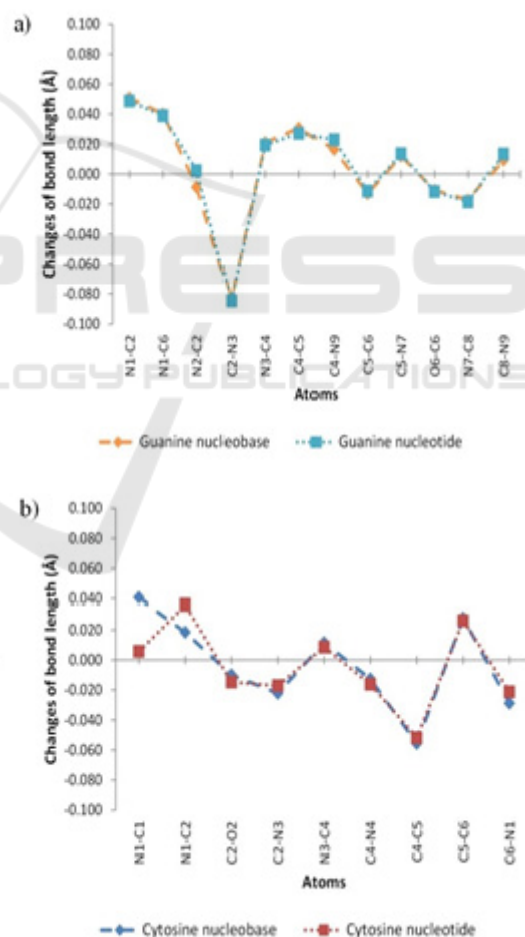 a)
Changes of bond length (Å)
0.100
0.080
0.060
0.040
0.020
0.000
-0.020
-0.040
-0.060
-0.080
-0.100
N1-C2
N1-C6
N2-C2
C2-N3
N3-C4
C4-C5
C4-N9
C5-C6
C5-N7
O6-C6
N7-C8
C8-N9
Atoms
Guanine nucleobase Guanine nucleotide
PRESS
OLOGY PUBLICATIONS
b)
Changes of bond length (Å)
0.100
0.080
0.060
0.040
0.020
0.000
-0.020
-0.040
-0.060
-0.080
-0.100
N1-C1
N1-C2
C2-O2
C2-N3
N3-C4
C4-N4
C4-C5
C5-C6
C6-N1
Atoms
Cytosine nucleobase Cytosine nucleotide